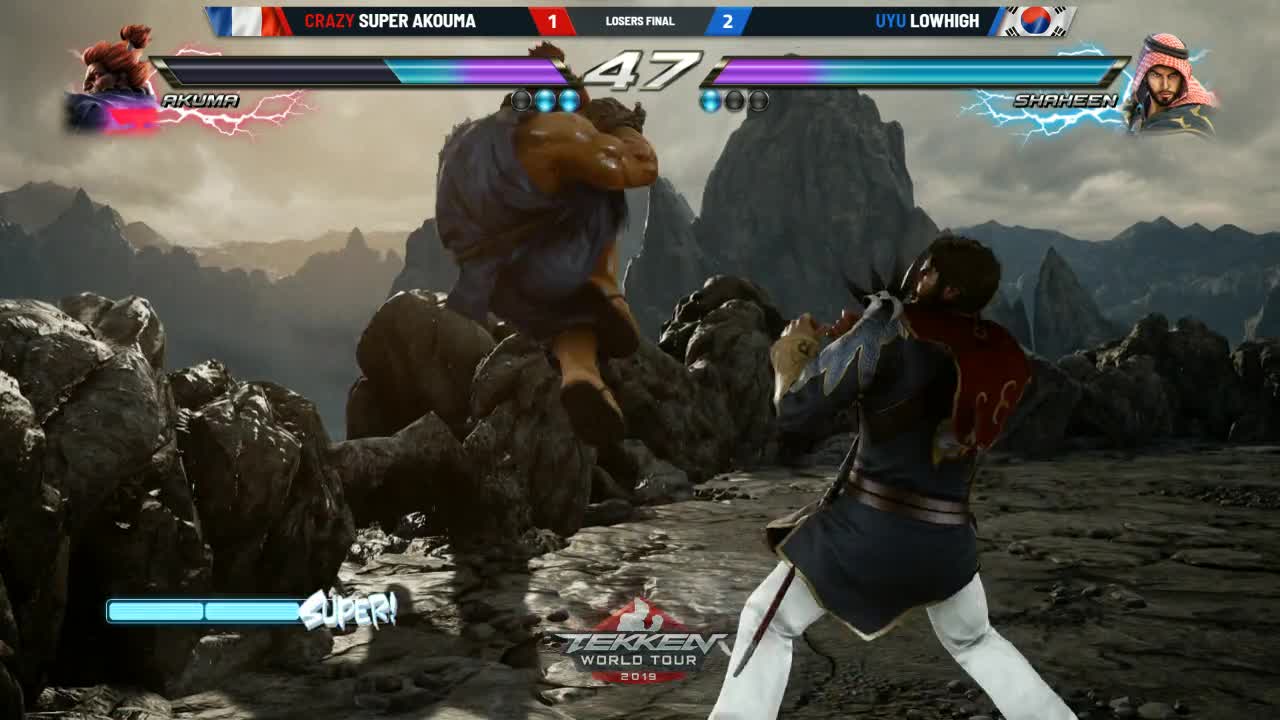 CRAZY SUPER AKOUMA 1 LOSERS FINAL 2 UYU LOWHIGH
47
AKUMA
SHAHEEN
SUPER!
TEKKEN
WORLD TOUR
2019